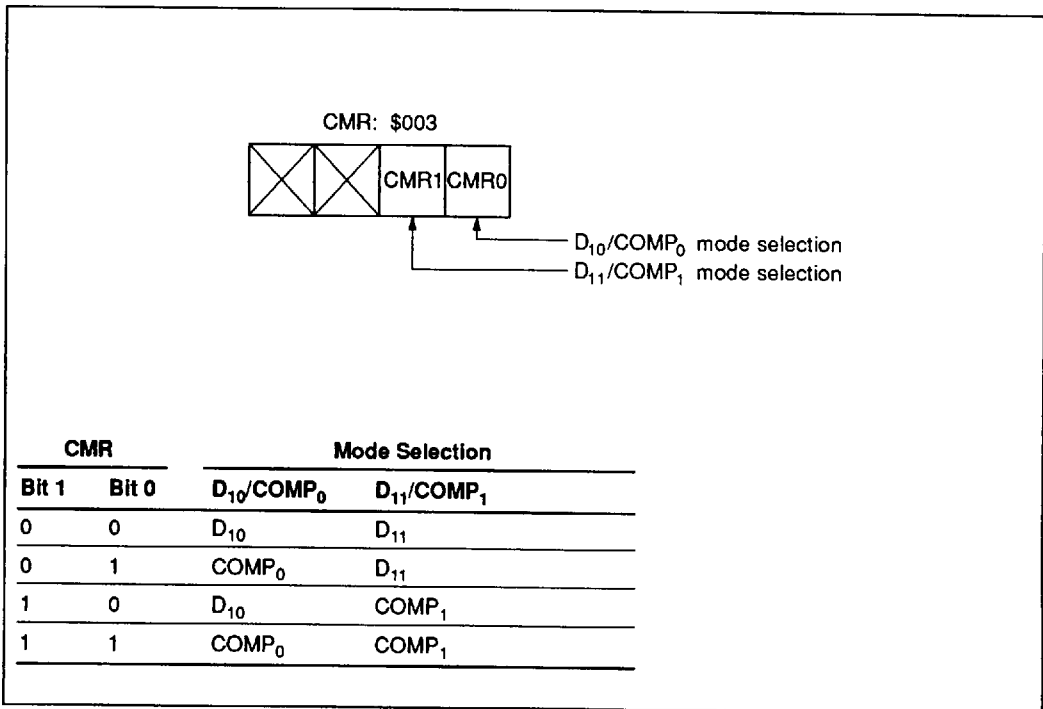 CMR: $003
CMR1 CMR0
D₁₀/COMP₀ mode selection
D₁₁/COMP₁ mode selection
CMR Mode Selection
Bit 1 Bit 0 D₁₀/COMP₀ D₁₁/COMP₁
0 0 D₁₀ D₁₁
0 1 COMP₀ D₁₁
1 0 D₁₀ COMP₁
1 1 COMP₀ COMP₁